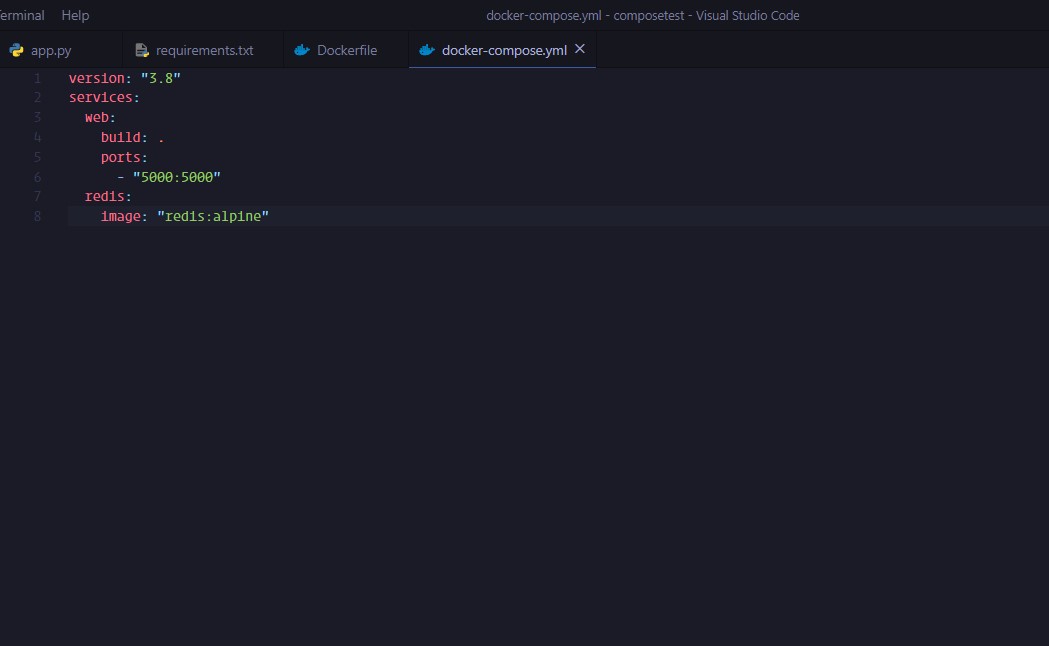 Terminal Help docker-compose.yml - composetest - Visual Studio Code
app.py requirements.txt Dockerfile docker-compose.yml
1 version: "3.8"
2 services:
3   web:
4     build: .
5     ports:
6       - "5000:5000"
7   redis:
8     image: "redis:alpine"